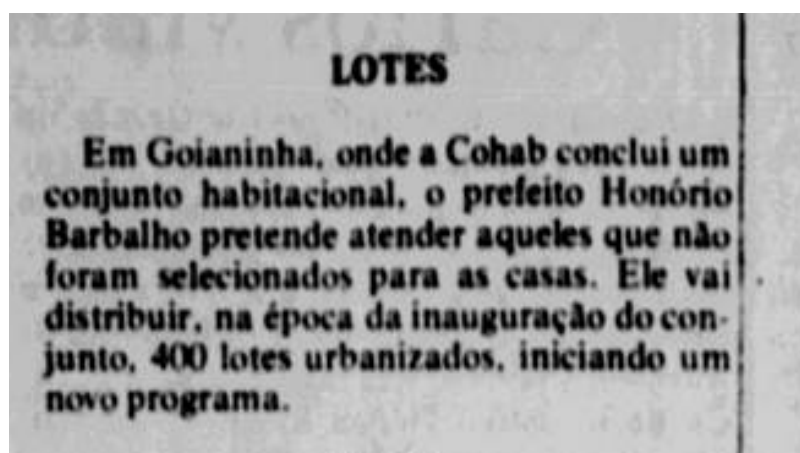 LOTES
Em Goianinha, onde a Cohab conclui um
conjunto habitacional, o prefeito Honório
Barbalho pretende atender aqueles que não
foram selecionados para as casas. Ele vai
distribuir, na época da inauguração do con-
junto, 400 lotes urbanizados, iniciando um
novo programa.